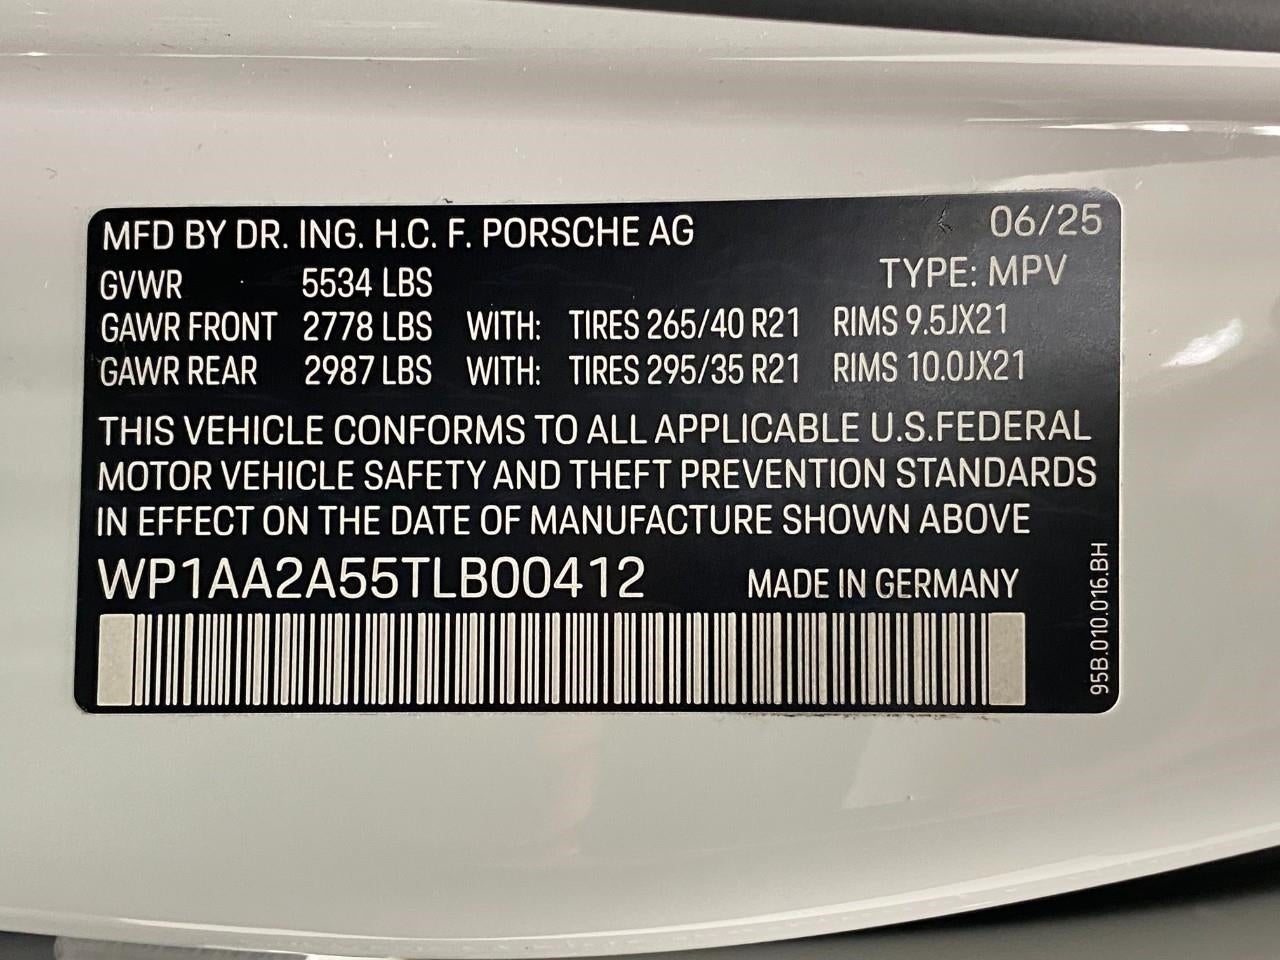 MFD BY DR. ING. H.C. F. PORSCHE AG 06/25
GVWR 5534 LBS TYPE: MPV
GAWR FRONT 2778 LBS WITH: TIRES 265/40 R21 RIMS 9.5JX21
GAWR REAR 2987 LBS WITH: TIRES 295/35 R21 RIMS 10.0JX21
THIS VEHICLE CONFORMS TO ALL APPLICABLE U.S.FEDERAL
MOTOR VEHICLE SAFETY AND THEFT PREVENTION STANDARDS
IN EFFECT ON THE DATE OF MANUFACTURE SHOWN ABOVE
WP1AA2A55TLB00412 MADE IN GERMANY
95B.010.016.BH